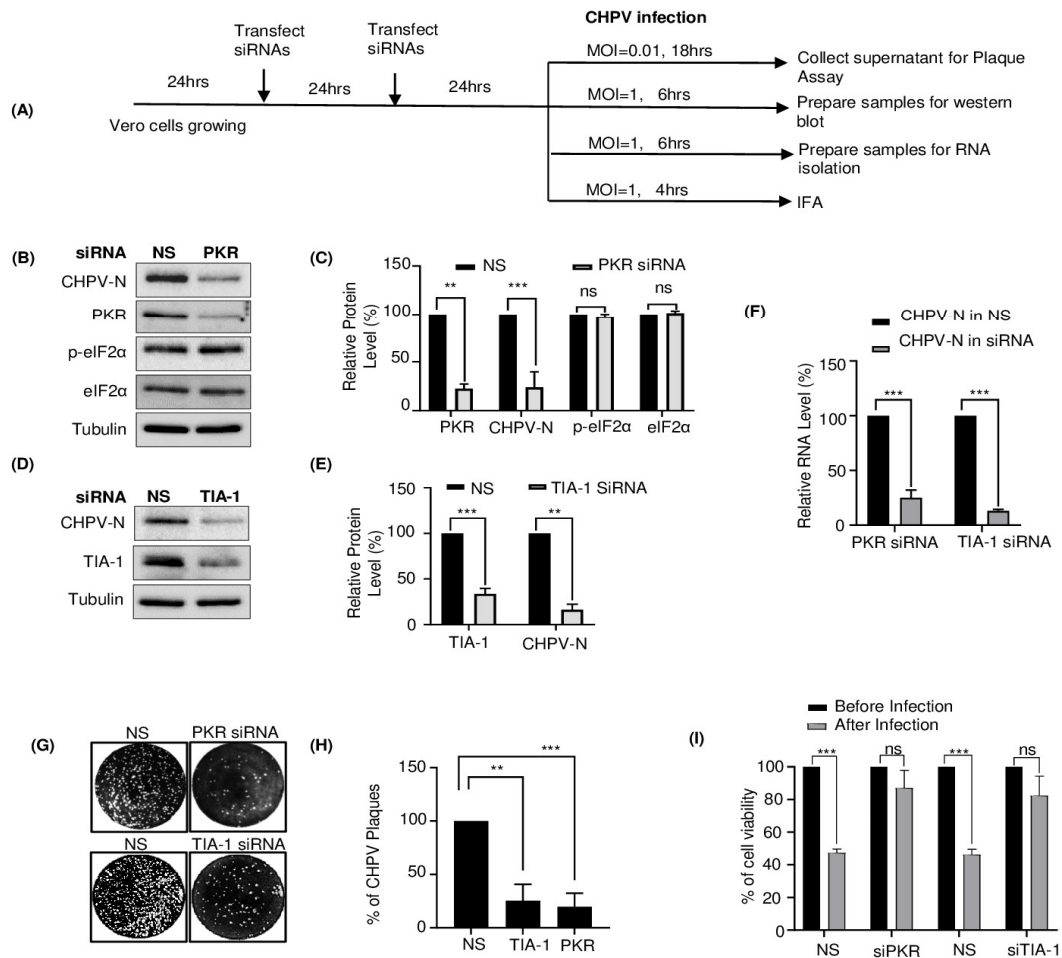 (A)
Transfect
siRNAs
Transfect
siRNAs
CHPV infection
24hrs
24hrs
24hrs
Vero cells growing
MOI=0.01, 18hrs
Collect supernatant for Plaque
Assay
MOI=1, 6hrs
Prepare samples for western
blot
MOI=1, 6hrs
Prepare samples for RNA
isolation
MOI=1, 4hrs
IFA
(B)
siRNA NS PKR
CHPV-N
PKR
p-eIF2α
eIF2α
Tubulin
(C)
NS PKR siRNA
Relative Protein
Level (%)
150
100
50
0
** *** ns ns
PKR CHPV-N p-eIF2α eIF2α
(D)
siRNA NS TIA-1
CHPV-N
TIA-1
Tubulin
(E)
NS TIA-1 SiRNA
Relative Protein
Level (%)
150
100
50
0
*** **
TIA-1 CHPV-N
(F)
CHPV-N in NS
CHPV-N in siRNA
Relative RNA Level (%)
150
100
50
0
*** ***
PKR siRNA TIA-1 siRNA
(G)
NS PKR siRNA
NS TIA-1 siRNA
(H)
% of CHPV Plaques
150
100
50
0
** ***
NS TIA-1 PKR
(I)
Before Infection
After Infection
% of cell viability
100
80
60
40
20
0
*** ns *** ns
NS siPKR NS siTIA-1